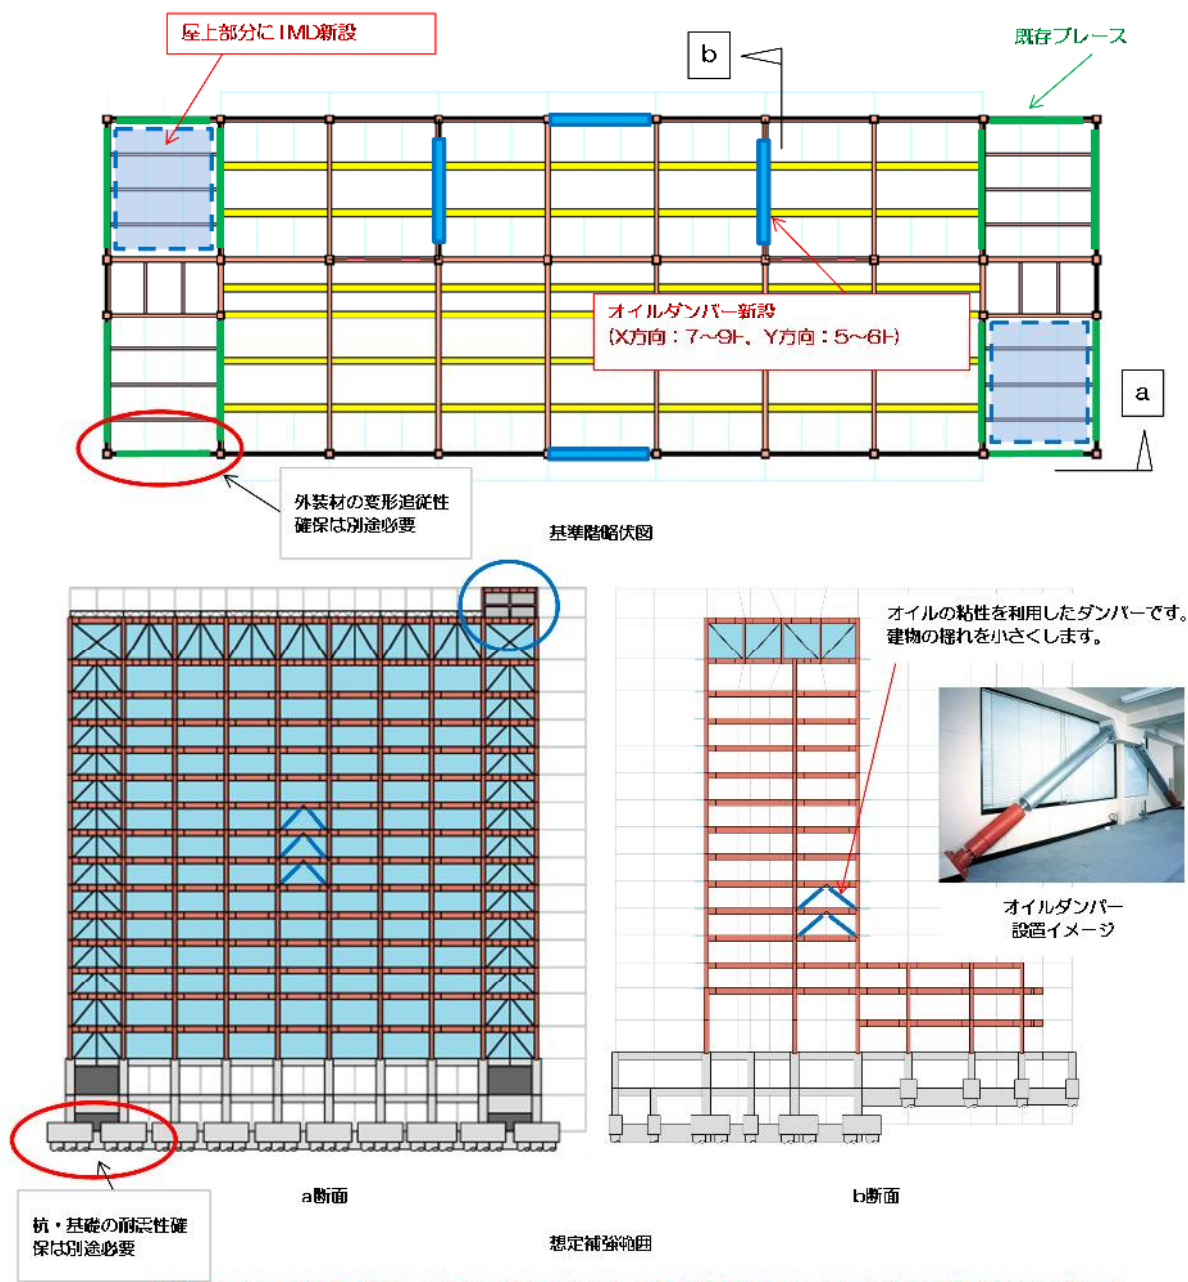 屋上部分にTMD新設
b
既存ブレース
オイルダンパー新設
(X方向：7～9F、Y方向：5～6F)
a
外装材の変形追従性
確保は別途必要
基準階略伏図
オイルの粘性を利用したダンパーです。
建物の揺れを小さくします。
オイルダンパー
設置イメージ
a断面
b断面
杭・基礎の耐震性確
保は別途必要
想定補強範囲